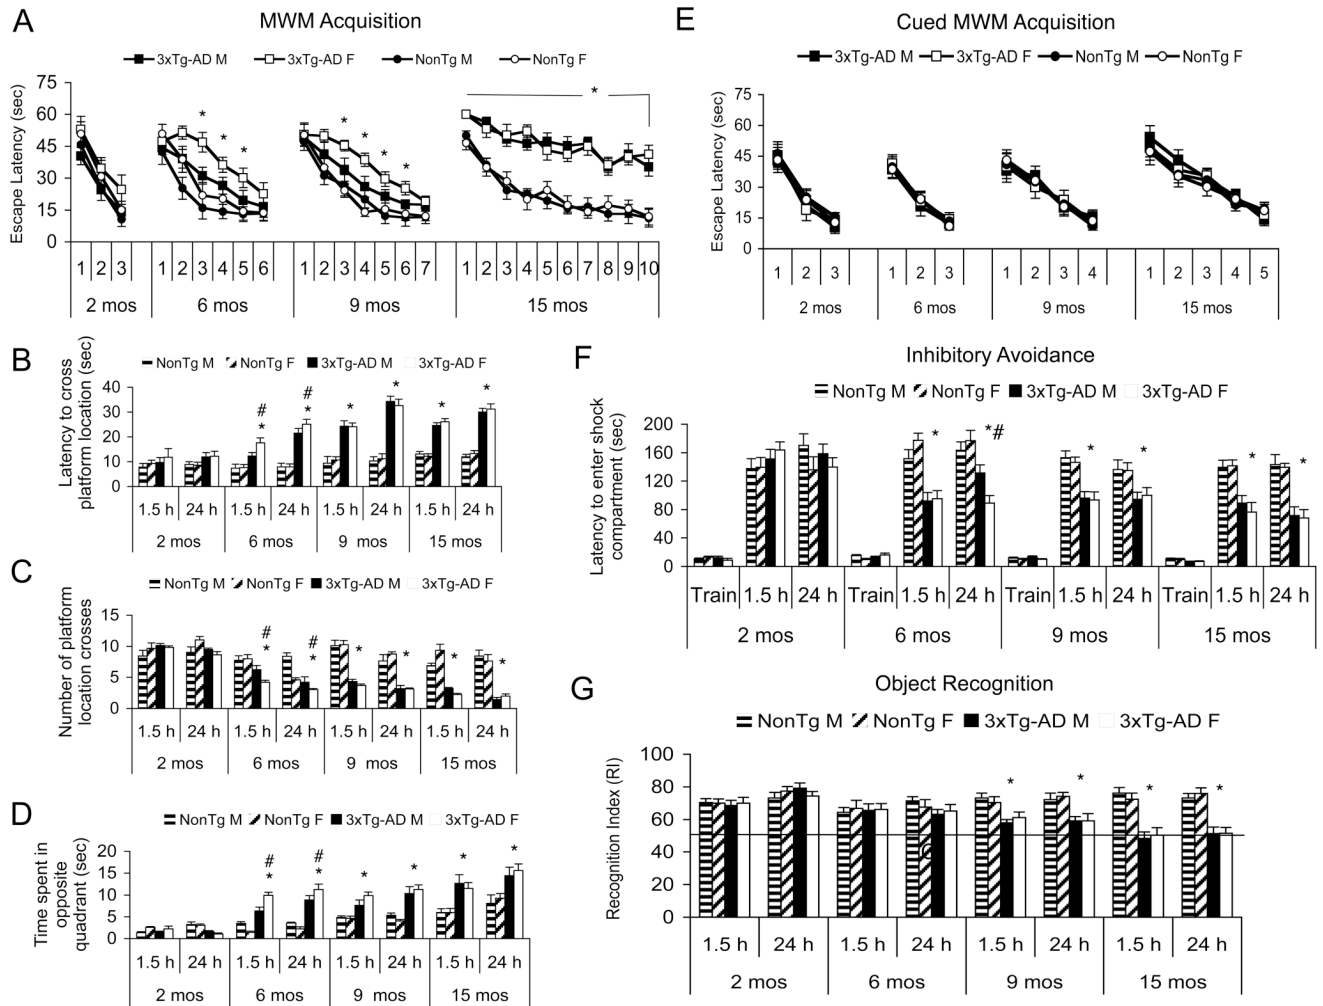 A
MWM Acquisition
3xTg-AD M 3xTg-AD F NonTg M NonTg F
Escape Latency (sec)
75
60
45
30
15
0
* * *
* * * *
*
1 2 3 1 2 3 4 5 6 1 2 3 4 5 6 7 1 2 3 4 5 6 7 8 9 10
2 mos 6 mos 9 mos 15 mos
B
NonTg M NonTg F 3xTg-AD M 3xTg-AD F
Latency to cross
platform location (sec)
40
30
20
10
0
# #
* * * * * *
1.5 h 24 h 1.5 h 24 h 1.5 h 24 h 1.5 h 24 h
2 mos 6 mos 9 mos 15 mos
C
NonTg M NonTg F 3xTg-AD M 3xTg-AD F
Number of platform
location crosses
15
10
5
0
# #
* * * * * *
1.5 h 24 h 1.5 h 24 h 1.5 h 24 h 1.5 h 24 h
2 mos 6 mos 9 mos 15 mos
D
NonTg M NonTg F 3xTg-AD M 3xTg-AD F
Time spent in
opposite
quadrant (sec)
20
15
10
5
0
# #
* * * * * *
1.5 h 24 h 1.5 h 24 h 1.5 h 24 h 1.5 h 24 h
2 mos 6 mos 9 mos 15 mos
E
Cued MWM Acquisition
3xTg-AD M 3xTg-AD F NonTg M NonTg F
Escape Latency (sec)
75
60
45
30
15
0
1 2 3 1 2 3 1 2 3 4 1 2 3 4 5
2 mos 6 mos 9 mos 15 mos
F
Inhibitory Avoidance
NonTg M NonTg F 3xTg-AD M 3xTg-AD F
Latency to enter shock
compartment (sec)
200
160
120
80
40
0
* *# * * * *
Train 1.5 h 24 h Train 1.5 h 24 h Train 1.5 h 24 h Train 1.5 h 24 h
2 mos 6 mos 9 mos 15 mos
G
Object Recognition
NonTg M NonTg F 3xTg-AD M 3xTg-AD F
Recognition Index (RI)
100
80
60
40
20
0
* * * *
1.5 h 24 h 1.5 h 24 h 1.5 h 24 h 1.5 h 24 h
2 mos 6 mos 9 mos 15 mos